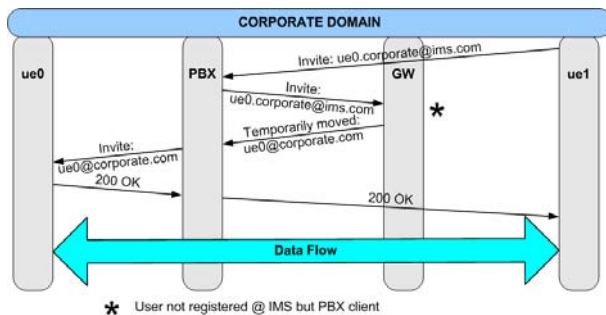 CORPORATE DOMAIN
ue0
PBX
GW
ue1
Invite: ue0.corporate@ims.com
Invite:
ue0.corporate@ims.com
Temporarily moved:
ue0@corporate.com
Invite:
ue0@corporate.com
200 OK
200 OK
Data Flow
* User not registered @ IMS but PBX client